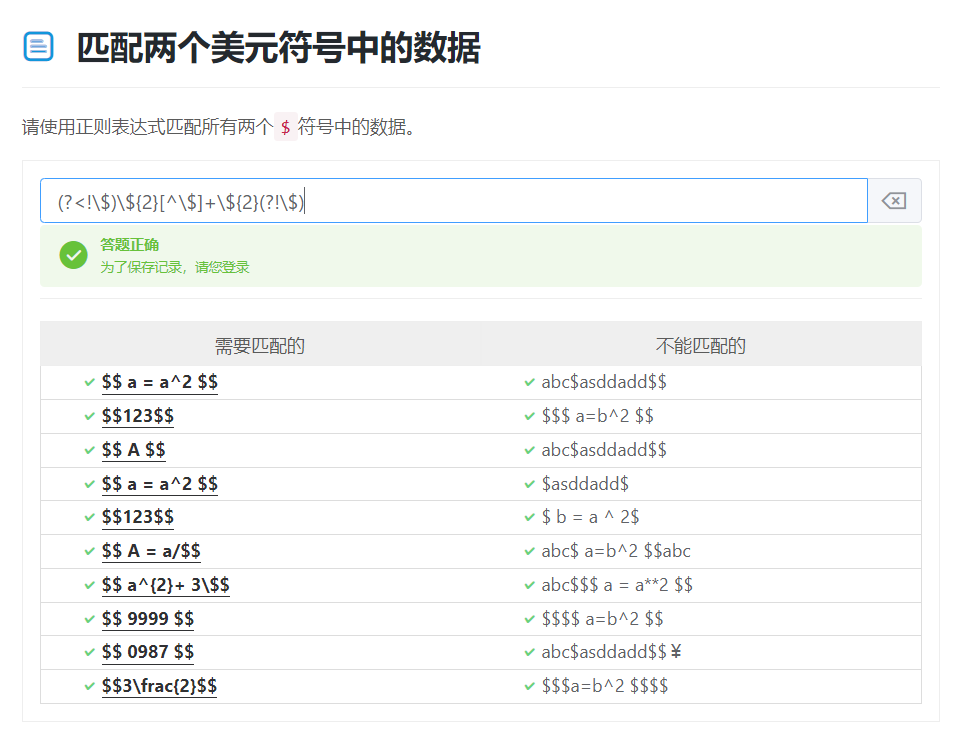 匹配两个美元符号中的数据
请使用正则表达式匹配所有两个 $ 符号中的数据。
(?<!\$)\${2}[^\$]+\${2}(?!\$)
答题正确
为了保存记录，请您登录
需要匹配的 不能匹配的
$$ a = a^2 $$ abc$asddadd$$
$$123$$ $$$ a=b^2 $$
$$ A $$ abc$asddadd$$
$$ a = a^2 $$ $asddadd$
$$123$$ $ b = a ^ 2$
$$ A = a/$$ abc$ a=b^2 $$abc
$$ a^{2}+ 3\$$ abc$$$ a = a**2 $$
$$ 9999 $$ $$$$ a=b^2 $$
$$ 0987 $$ abc$asddadd$$￥
$$3\frac{2}$$ $$$a=b^2 $$$$